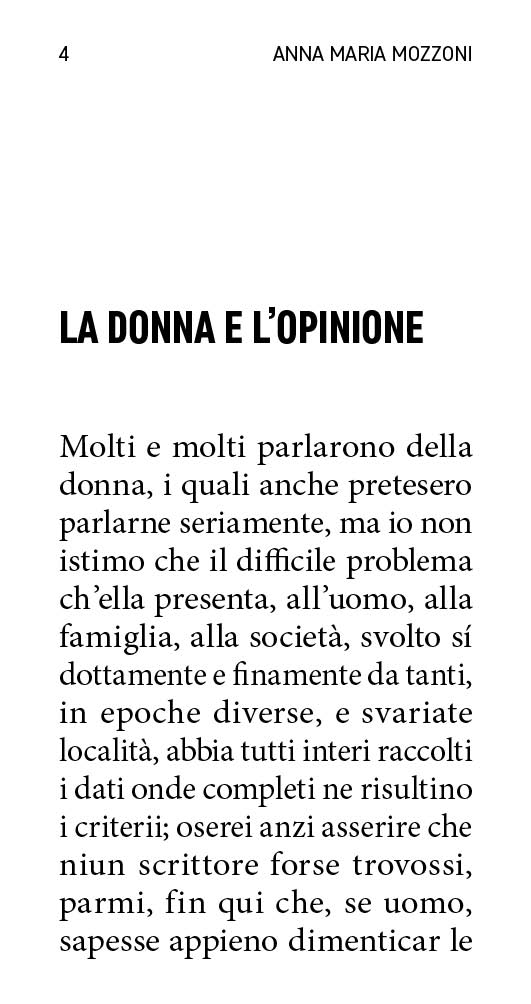 4 ANNA MARIA MOZZONI
LA DONNA E L’OPINIONE
Molti e molti parlarono della
donna, i quali anche pretesero
parlarne seriamente, ma io non
istimo che il difficile problema
ch’ella presenta, all’uomo, alla
famiglia, alla società, svolto sí
dottamente e finamente da tanti,
in epoche diverse, e svariate
località, abbia tutti interi raccolti
i dati onde completi ne risultino
i criterii; oserei anzi asserire che
niun scrittore forse trovossi,
parmi, fin qui che, se uomo,
sapesse appieno dimenticar le